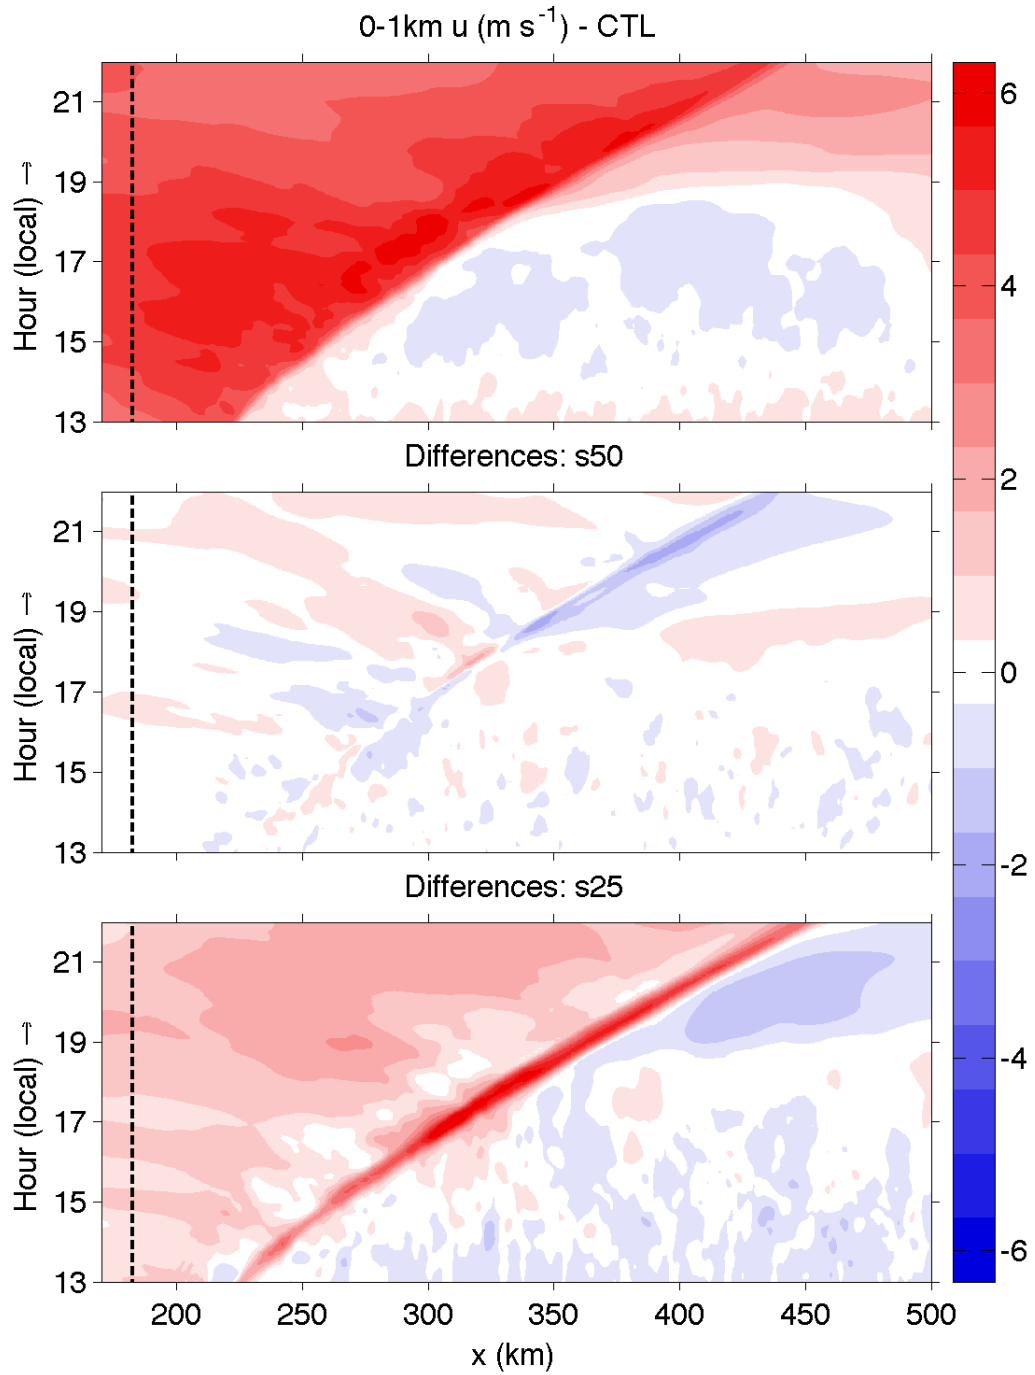 0-1km u (m s⁻¹) - CTL
21
19
17
15
13
Hour (local) →
Differences: s50
21
19
17
15
13
Hour (local) →
Differences: s25
21
19
17
15
13
Hour (local) →
200 250 300 350 400 450 500
x (km)
6
4
2
0
-2
-4
-6